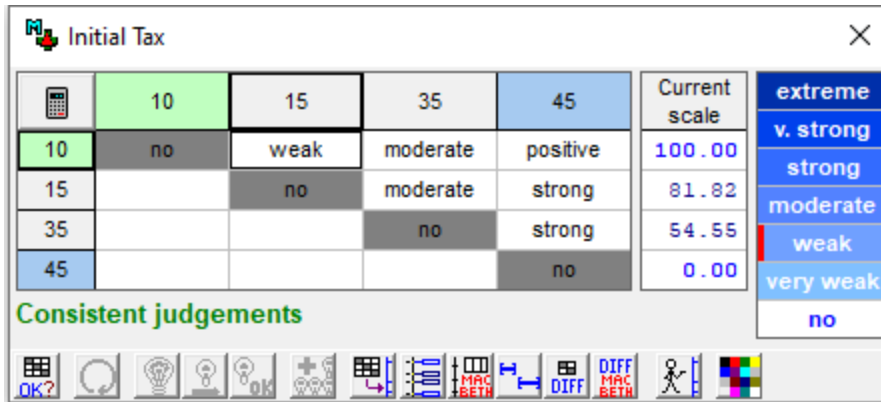 Initial Tax
10 15 35 45 Current scale
10 no weak moderate positive 100.00
15 no moderate strong 81.82
35 no strong 54.55
45 no 0.00
extreme
v. strong
strong
moderate
weak
very weak
no
Consistent judgements
OK? OK MAC BETH DIFF DIFF MAC BETH